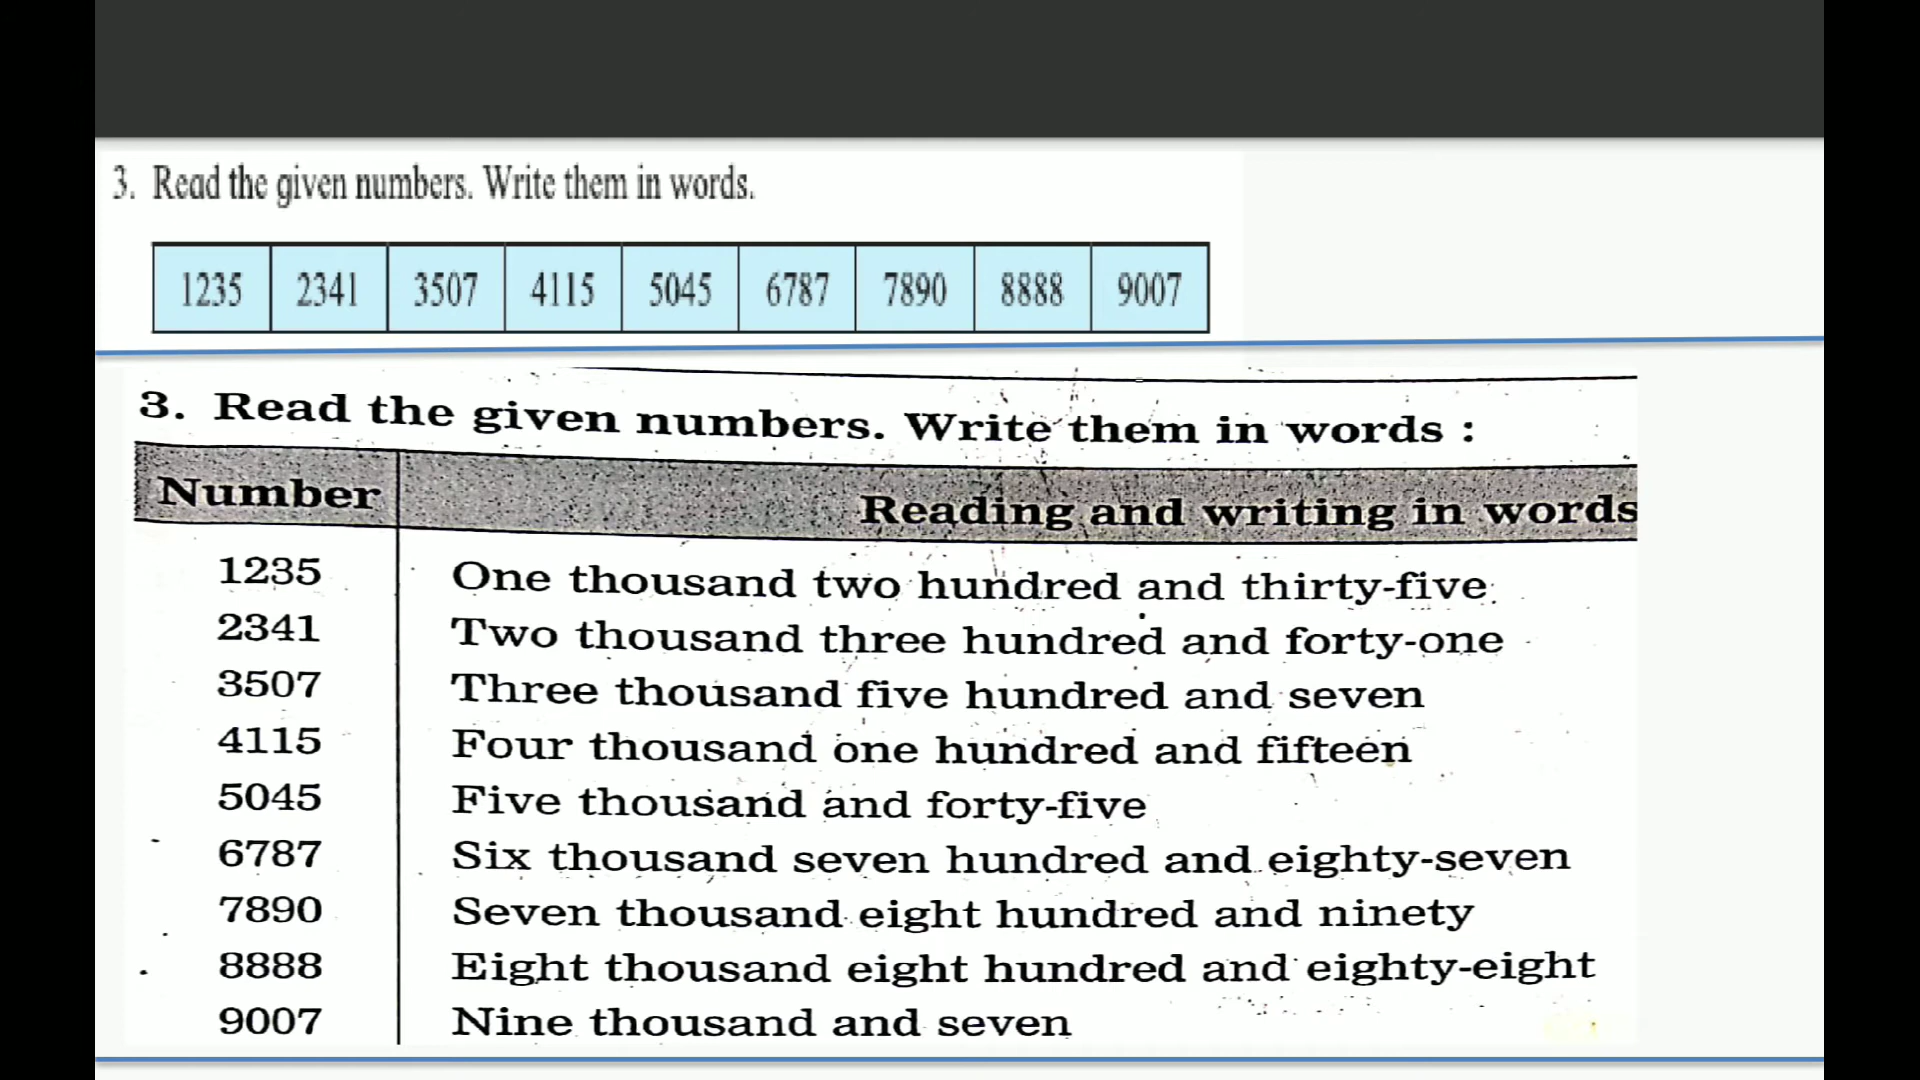 3. Read the given numbers. Write them in words.
1235 2341 3507 4115 5045 6787 7890 8888 9007
3. Read the given numbers. Write them in words :
Number Reading and writing in words
1235 One thousand two hundred and thirty-five
2341 Two thousand three hundred and forty-one
3507 Three thousand five hundred and seven
4115 Four thousand one hundred and fifteen
5045 Five thousand and forty-five
6787 Six thousand seven hundred and eighty-seven
7890 Seven thousand eight hundred and ninety
8888 Eight thousand eight hundred and eighty-eight
9007 Nine thousand and seven